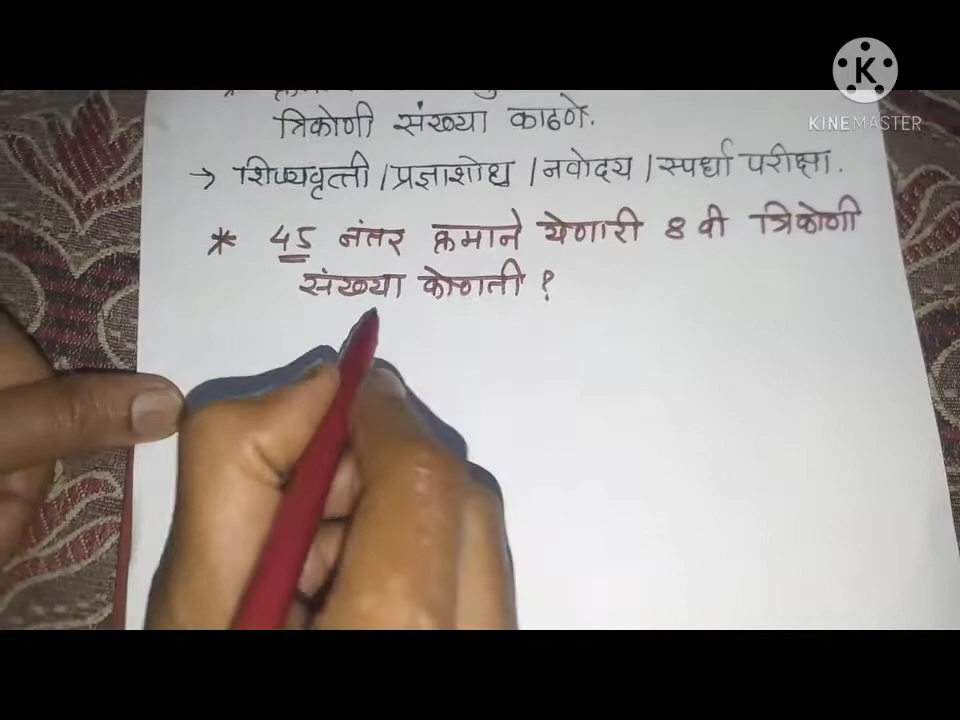 K
KINEMASTER
त्रिकोणी संख्या काढणे.
→ शिष्यवृत्ती / प्रज्ञाशोध / नवोदय / स्पर्धा परीक्षा.
* 45 नंतर क्रमाने येणारी 8 वी त्रिकोणी
संख्या कोणती ?